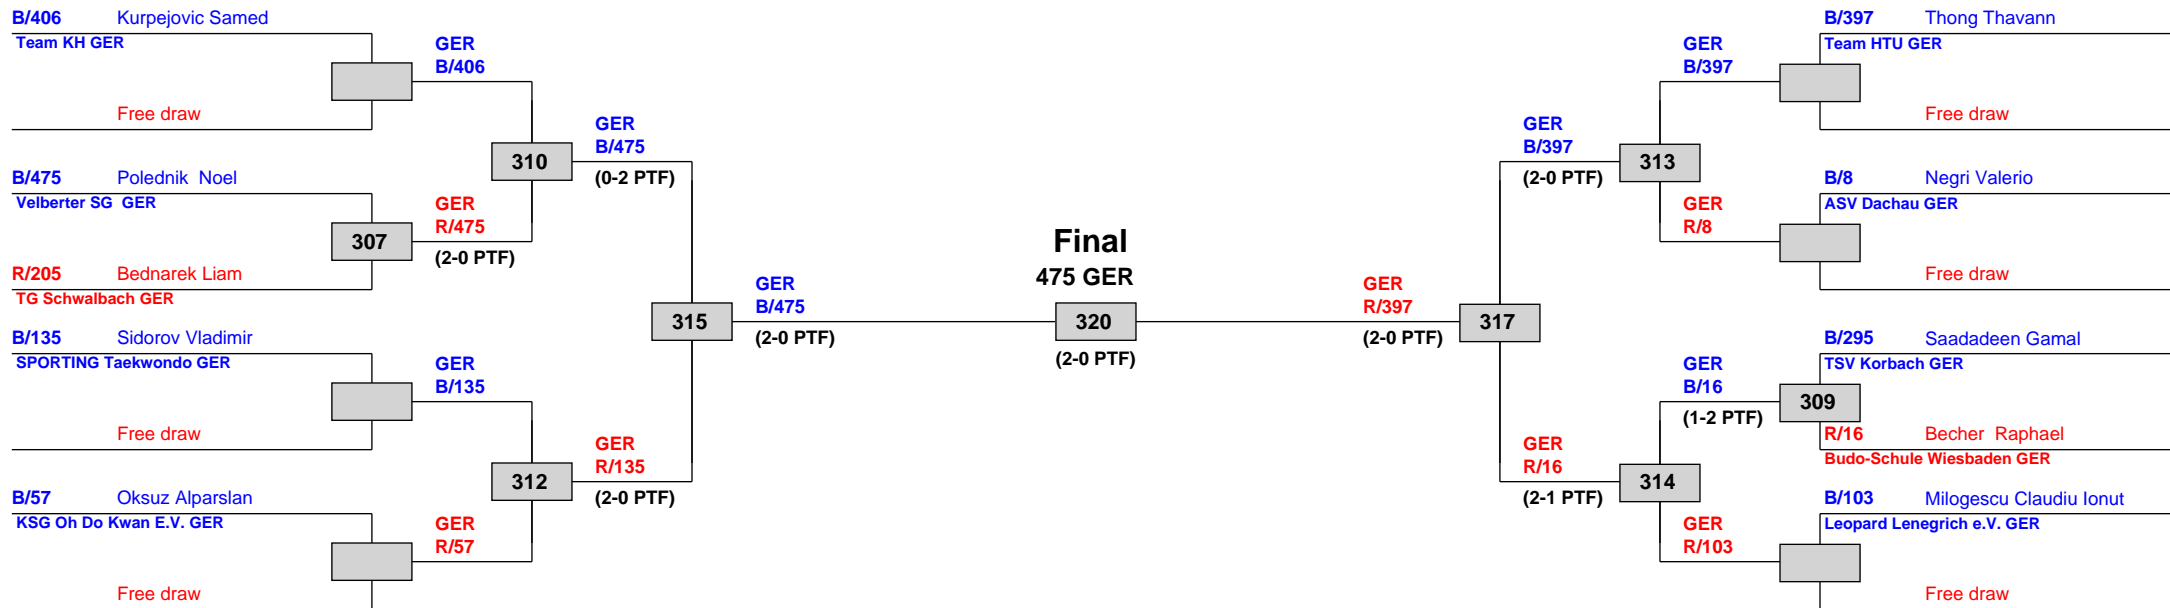 B/406 Kurpejovic Samed
Team KH GER
Free draw
B/475 Polednik Noel
Velberter SG GER
307
R/205 Bednarek Liam
TG Schwalbach GER
B/135 Sidorov Vladimir
SPORTING Taekwondo GER
Free draw
B/57 Oksuz Alparslan
KSG Oh Do Kwan E.V. GER
Free draw
GER
B/406
310
GER
R/475
(2-0 PTF)
GER
B/135
312
GER
R/57
GER
B/475
(0-2 PTF)
315
GER
R/135
(2-0 PTF)
GER
B/475
(2-0 PTF)
Final
475 GER
320
(2-0 PTF)
GER
R/397
(2-0 PTF)
317
GER
B/397
(2-0 PTF)
313
GER
R/16
(2-1 PTF)
314
GER
B/397
GER
R/8
GER
B/16
(1-2 PTF)
309
GER
R/103
B/397 Thong Thavann
Team HTU GER
Free draw
B/8 Negri Valerio
ASV Dachau GER
Free draw
B/295 Saadadeen Gamal
TSV Korbach GER
R/16 Becher Raphael
Budo-Schule Wiesbaden GER
B/103 Milogescu Claudiu Ionut
Leopard Lenegrich e.V. GER
Free draw